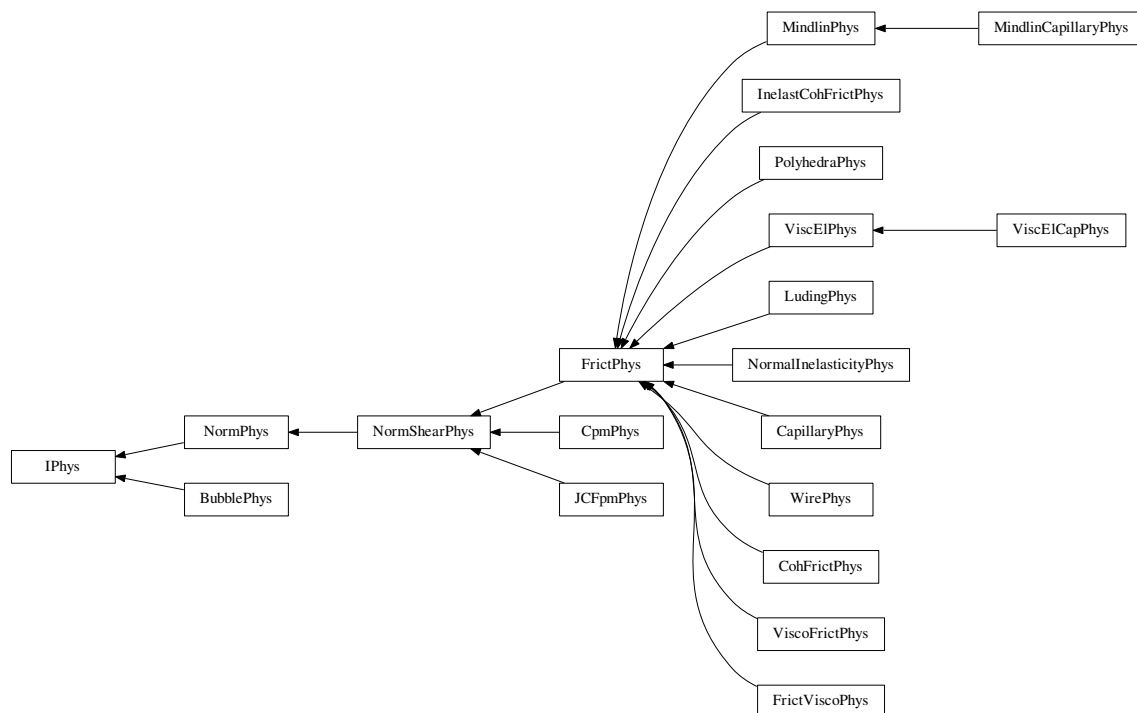 MindlinPhys
MindlinCapillaryPhys
InelastCohFrictPhys
PolyhedraPhys
ViscElPhys
ViscElCapPhys
LudingPhys
FrictPhys
NormalInelasticityPhys
NormPhys
NormShearPhys
CpmPhys
CapillaryPhys
IPhys
BubblePhys
JCFpmPhys
WirePhys
CohFrictPhys
ViscoFrictPhys
FrictViscoPhys